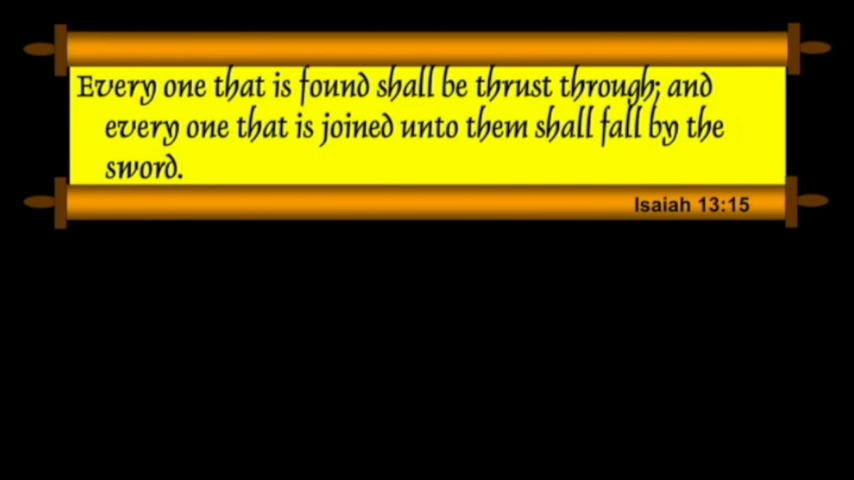 Every one that is found shall be thrust through; and
every one that is joined unto them shall fall by the
sword.
Isaiah 13:15